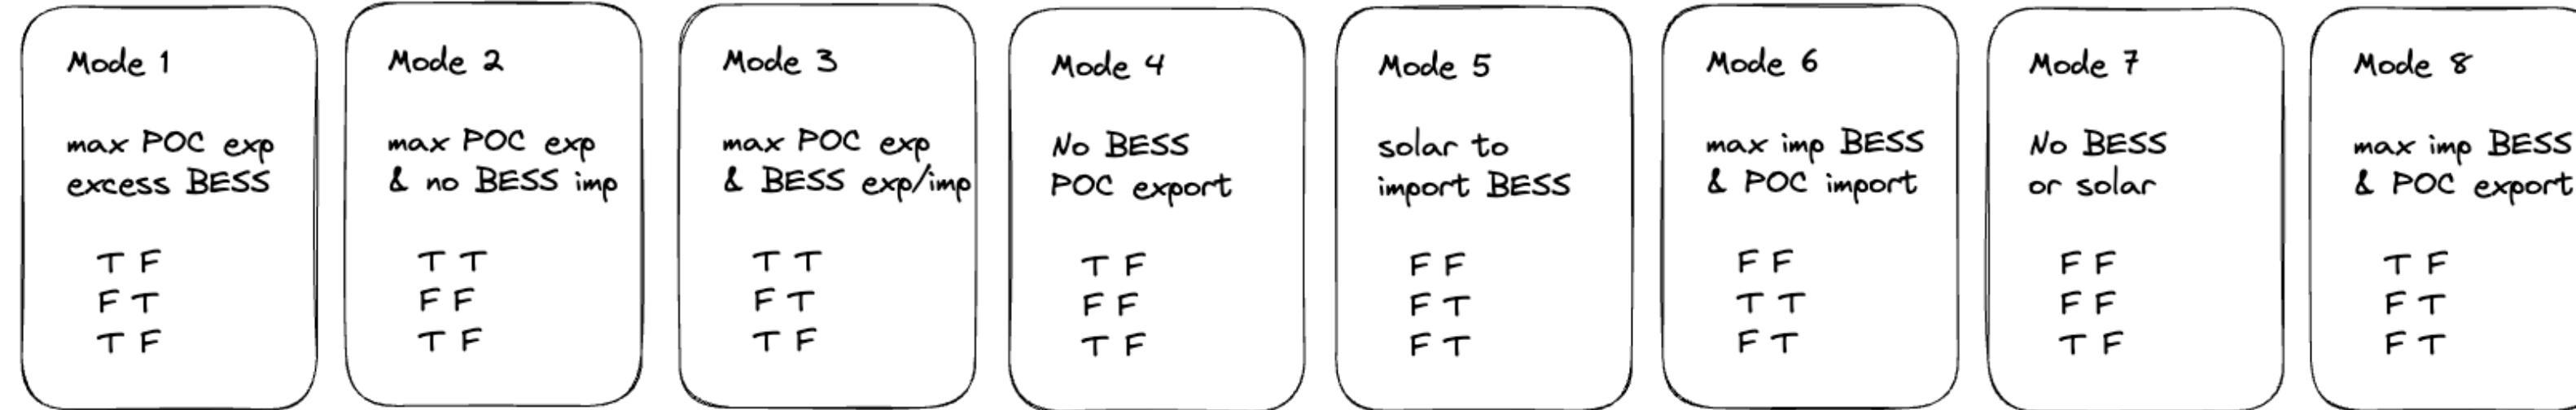 Mode 1
max POC exp
excess BESS
T F
F T
T F
Mode 2
max POC exp
& no BESS imp
T T
F F
T F
Mode 3
max POC exp
& BESS exp/imp
T T
F T
T F
Mode 4
No BESS
POC export
T F
F F
T F
Mode 5
solar to
import BESS
F F
F T
F T
Mode 6
max imp BESS
& POC import
F F
T T
F T
Mode 7
No BESS
or solar
F F
F F
T F
Mode 8
max imp BESS
& POC export
T F
F T
F T